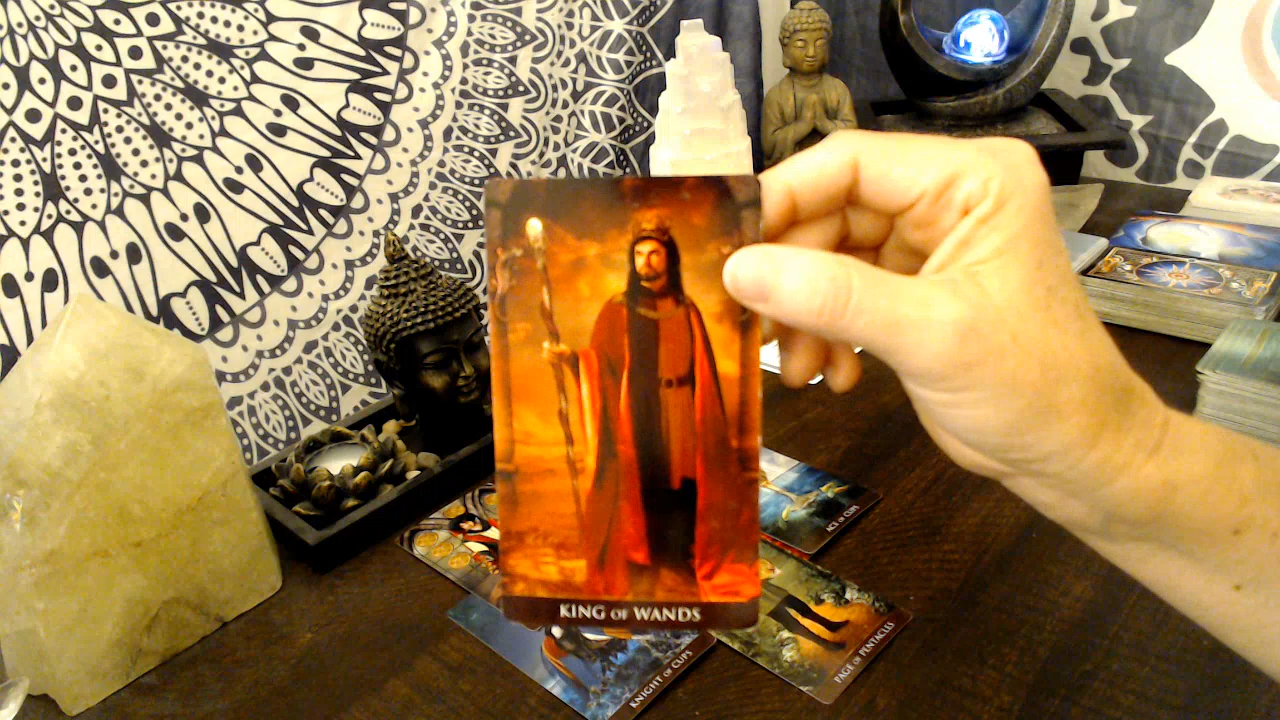 KING OF WANDS
ACE OF CUPS
PAGE OF PENTACLES
KNIGHT OF CUPS